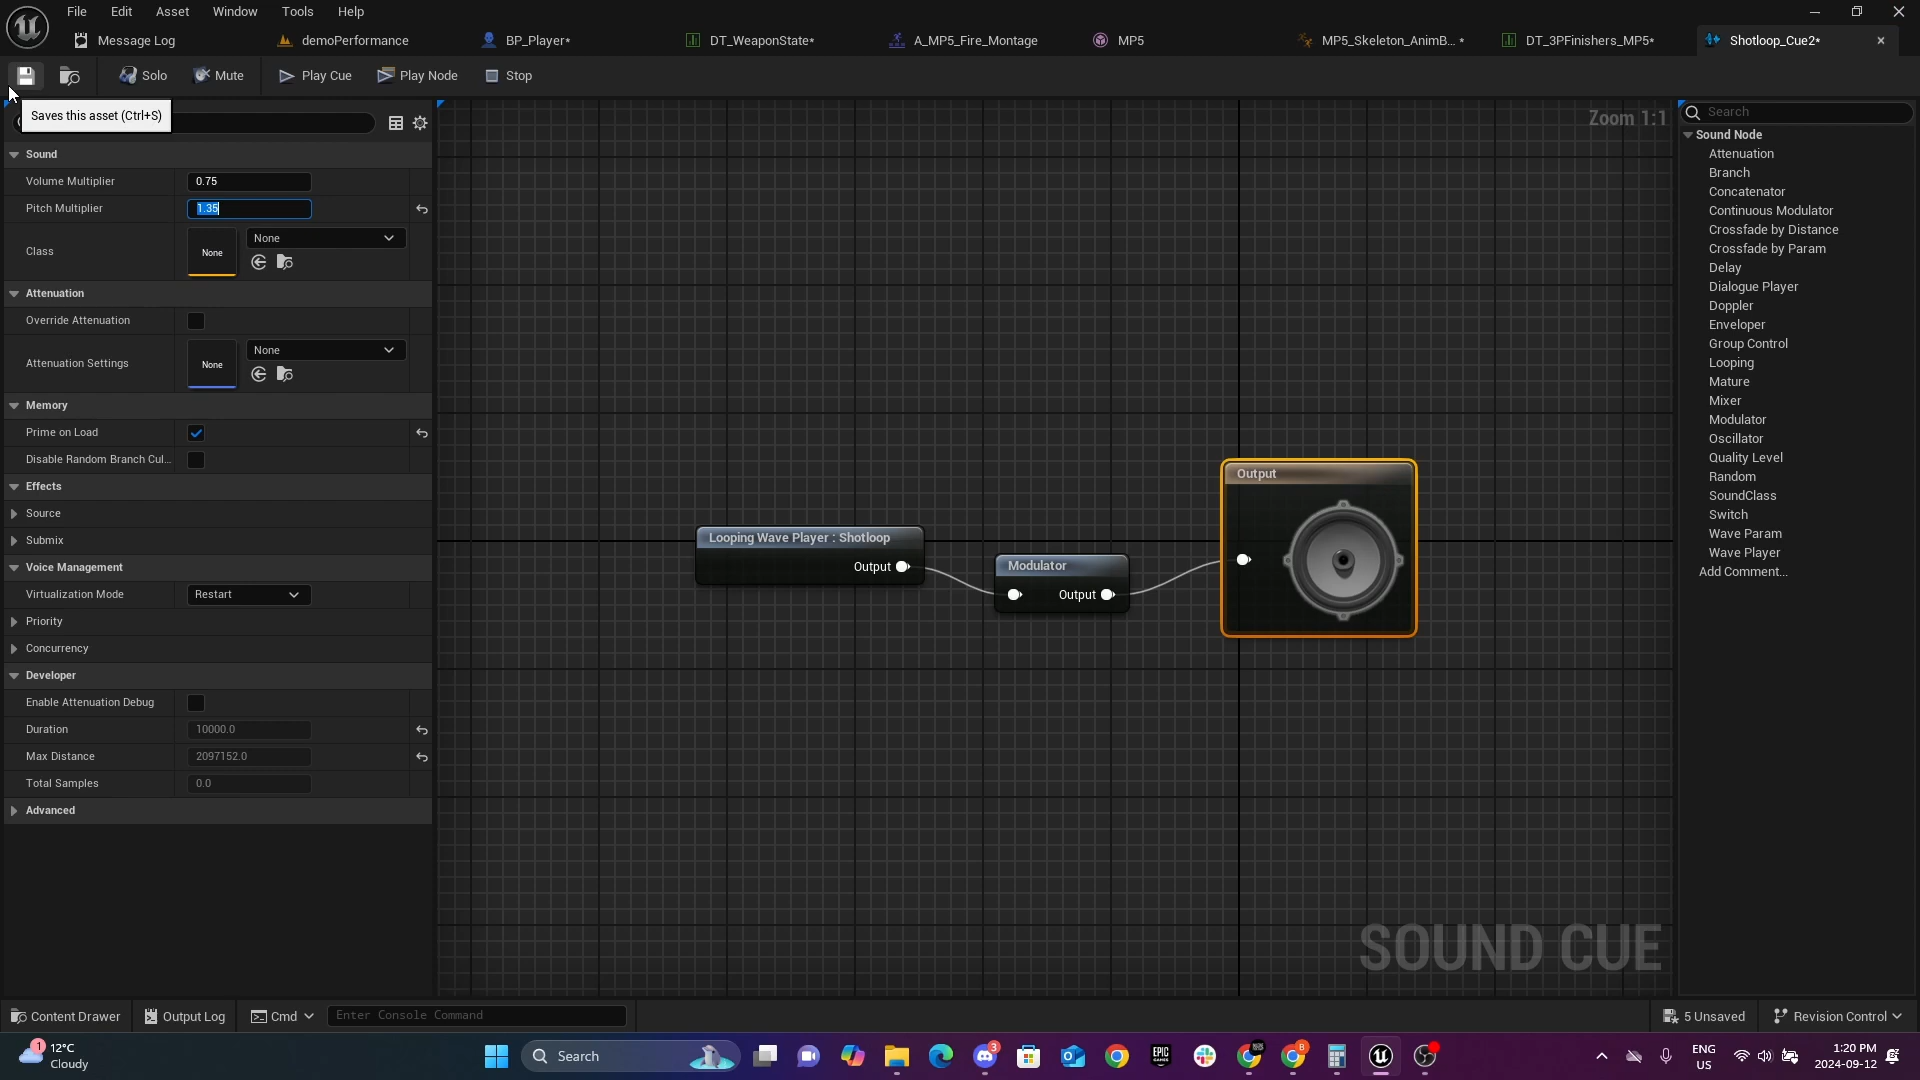 File Edit Asset Window Tools Help
Message Log demoPerformance BP_Player* DT_WeaponState* A_MP5_Fire_Montage MP5 MP5_Skeleton_AnimB... * DT_3PFinishers_MP5* Shotloop_Cue2*
Solo Mute Play Cue Play Node Stop
Saves this asset (Ctrl+S)
Zoom 1:1
Sound
Volume Multiplier 0.75
Pitch Multiplier 1.35
Class None None
Attenuation
Override Attenuation
Attenuation Settings None None
Memory
Prime on Load
Disable Random Branch Cul...
Effects
Source
Submix
Voice Management
Virtualization Mode Restart
Priority
Concurrency
Developer
Enable Attenuation Debug
Duration 10000.0
Max Distance 2097152.0
Total Samples 0.0
Advanced
Looping Wave Player : Shotloop
Output
Modulator
Output
Output
SOUND CUE
Search
Sound Node
Attenuation
Branch
Concatenator
Continuous Modulator
Crossfade by Distance
Crossfade by Param
Delay
Dialogue Player
Doppler
Enveloper
Group Control
Looping
Mature
Mixer
Modulator
Oscillator
Quality Level
Random
SoundClass
Switch
Wave Param
Wave Player
Add Comment...
Content Drawer Output Log Cmd Enter Console Command 5 Unsaved Revision Control
1 12°C
Cloudy
Search
3
EPIC GAMES
8
ENG
US
1:20 PM
2024-09-12